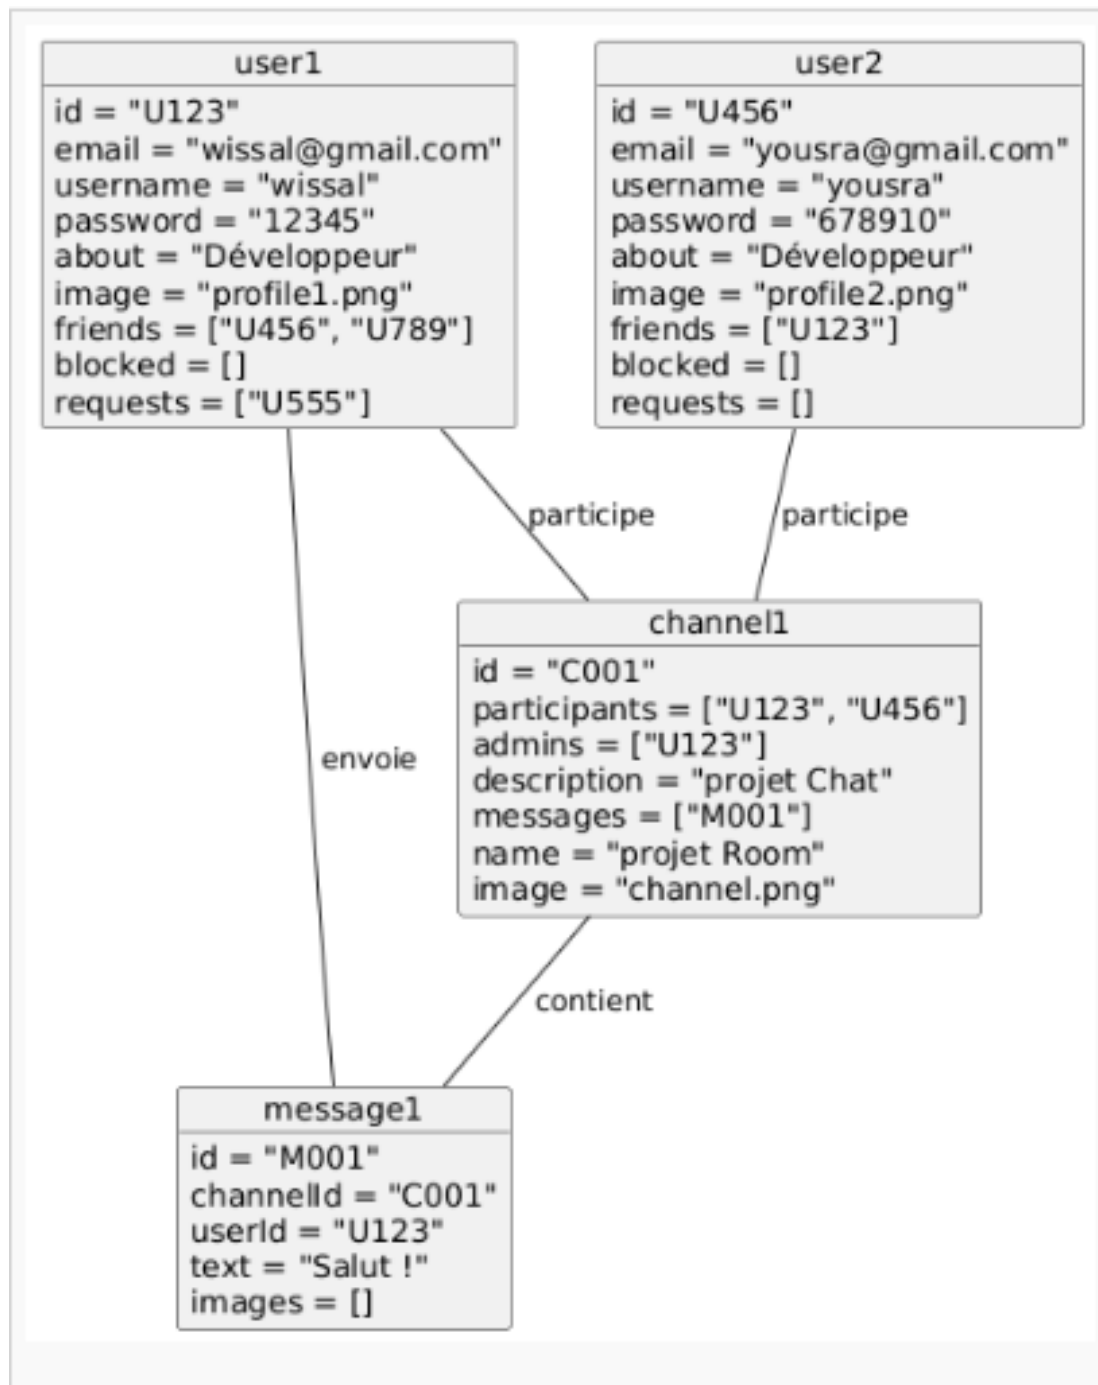 user1
id = "U123"
email = "wissal@gmail.com"
username = "wissal"
password = "12345"
about = "Développeur"
image = "profile1.png"
friends = ["U456", "U789"]
blocked = []
requests = ["U555"]
user2
id = "U456"
email = "yousra@gmail.com"
username = "yousra"
password = "678910"
about = "Développeur"
image = "profile2.png"
friends = ["U123"]
blocked = []
requests = []
participe
participe
channel1
id = "C001"
participants = ["U123", "U456"]
admins = ["U123"]
description = "projet Chat"
messages = ["M001"]
name = "projet Room"
image = "channel.png"
envoie
contient
message1
id = "M001"
channelId = "C001"
userId = "U123"
text = "Salut !"
images = []